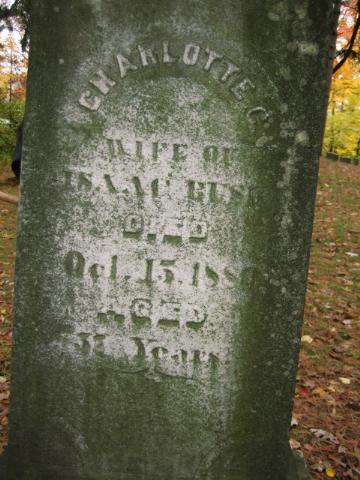 CHARLOTTE C.
WIFE OF
ISAAC
DIED
Oct. 15, 
AGED
Years